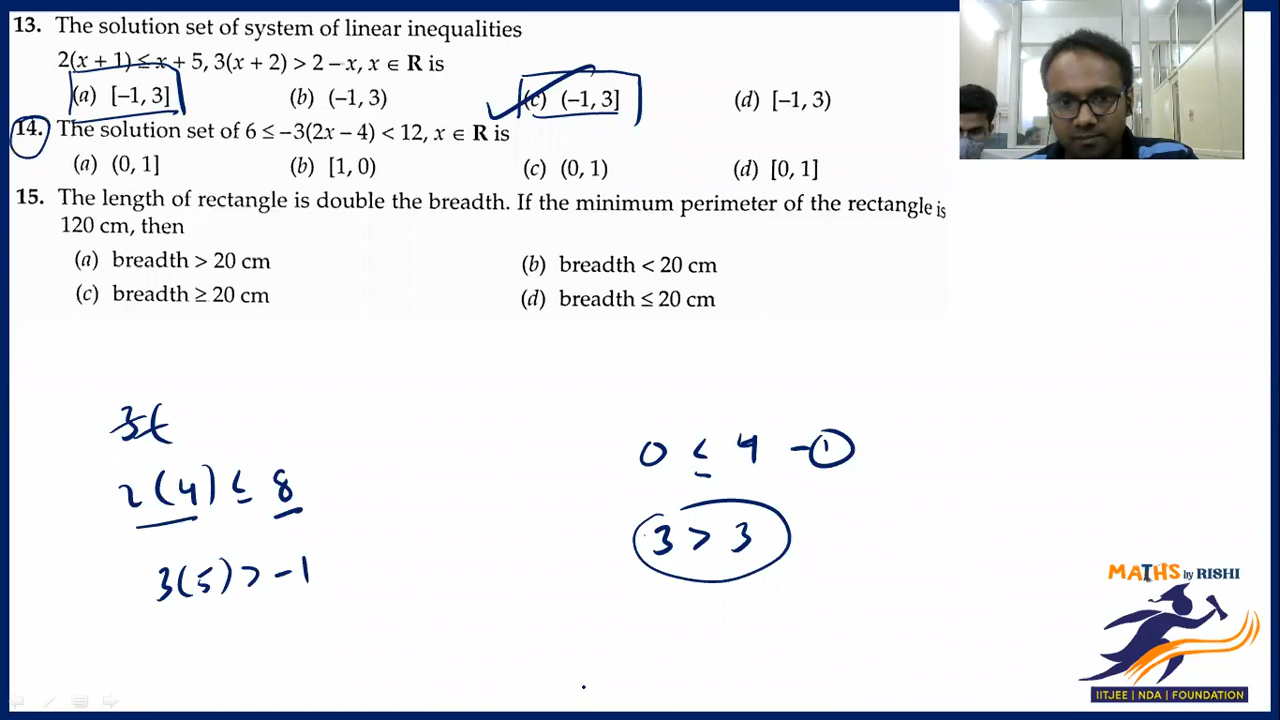 13. The solution set of system of linear inequalities
2(x + 1) ≤ x + 5, 3(x + 2) > 2 – x, x ∈ R is
(a) [–1, 3] (b) (–1, 3) (c) (–1, 3] (d) [–1, 3)
14. The solution set of 6 ≤ –3(2x – 4) < 12, x ∈ R is
(a) (0, 1] (b) [1, 0) (c) (0, 1) (d) [0, 1]
15. The length of rectangle is double the breadth. If the minimum perimeter of the rectangle is
120 cm, then
(a) breadth > 20 cm (b) breadth < 20 cm
(c) breadth ≥ 20 cm (d) breadth ≤ 20 cm
2(4) ≤ 8
3(5) > -1
0 ≤ 4 -①
3 > 3
MATHS by RISHI
IITJEE | NDA | FOUNDATION